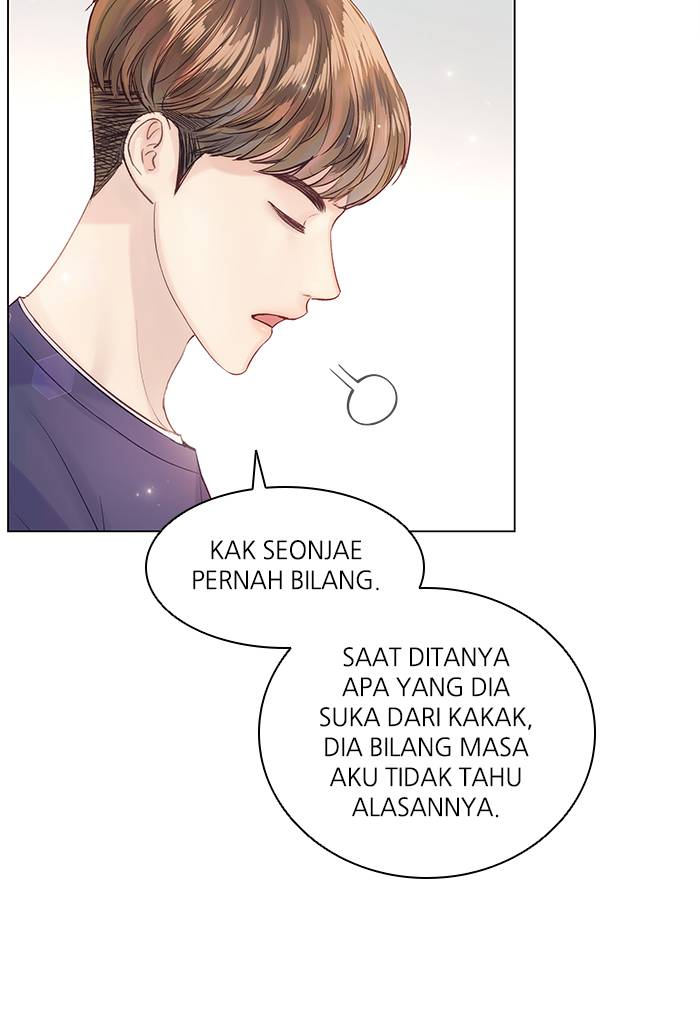 KAK SEONJAE
PERNAH BILANG.
SAAT DITANYA
APA YANG DIA
SUKA DARI KAKAK,
DIA BILANG MASA
AKU TIDAK TAHU
ALASANNYA.